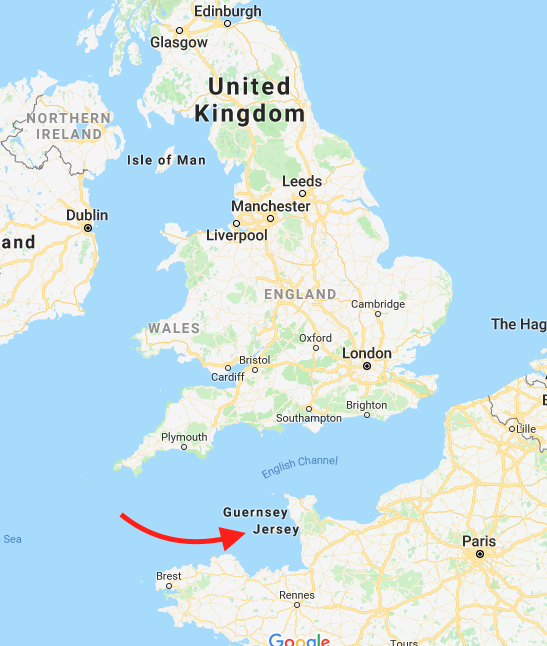 Edinburgh
Glasgow
United
Kingdom
NORTHERN
IRELAND
Isle of Man
Leeds
Manchester
Dublin
Liverpool
and
ENGLAND
Cambridge
WALES
The Hag
Oxford
London
Bristol
Cardiff
Brighton
Southampton
Lille
Plymouth
English Channel
Guernsey
Jersey
Sea
Paris
Brest
Rennes
Google
Tours